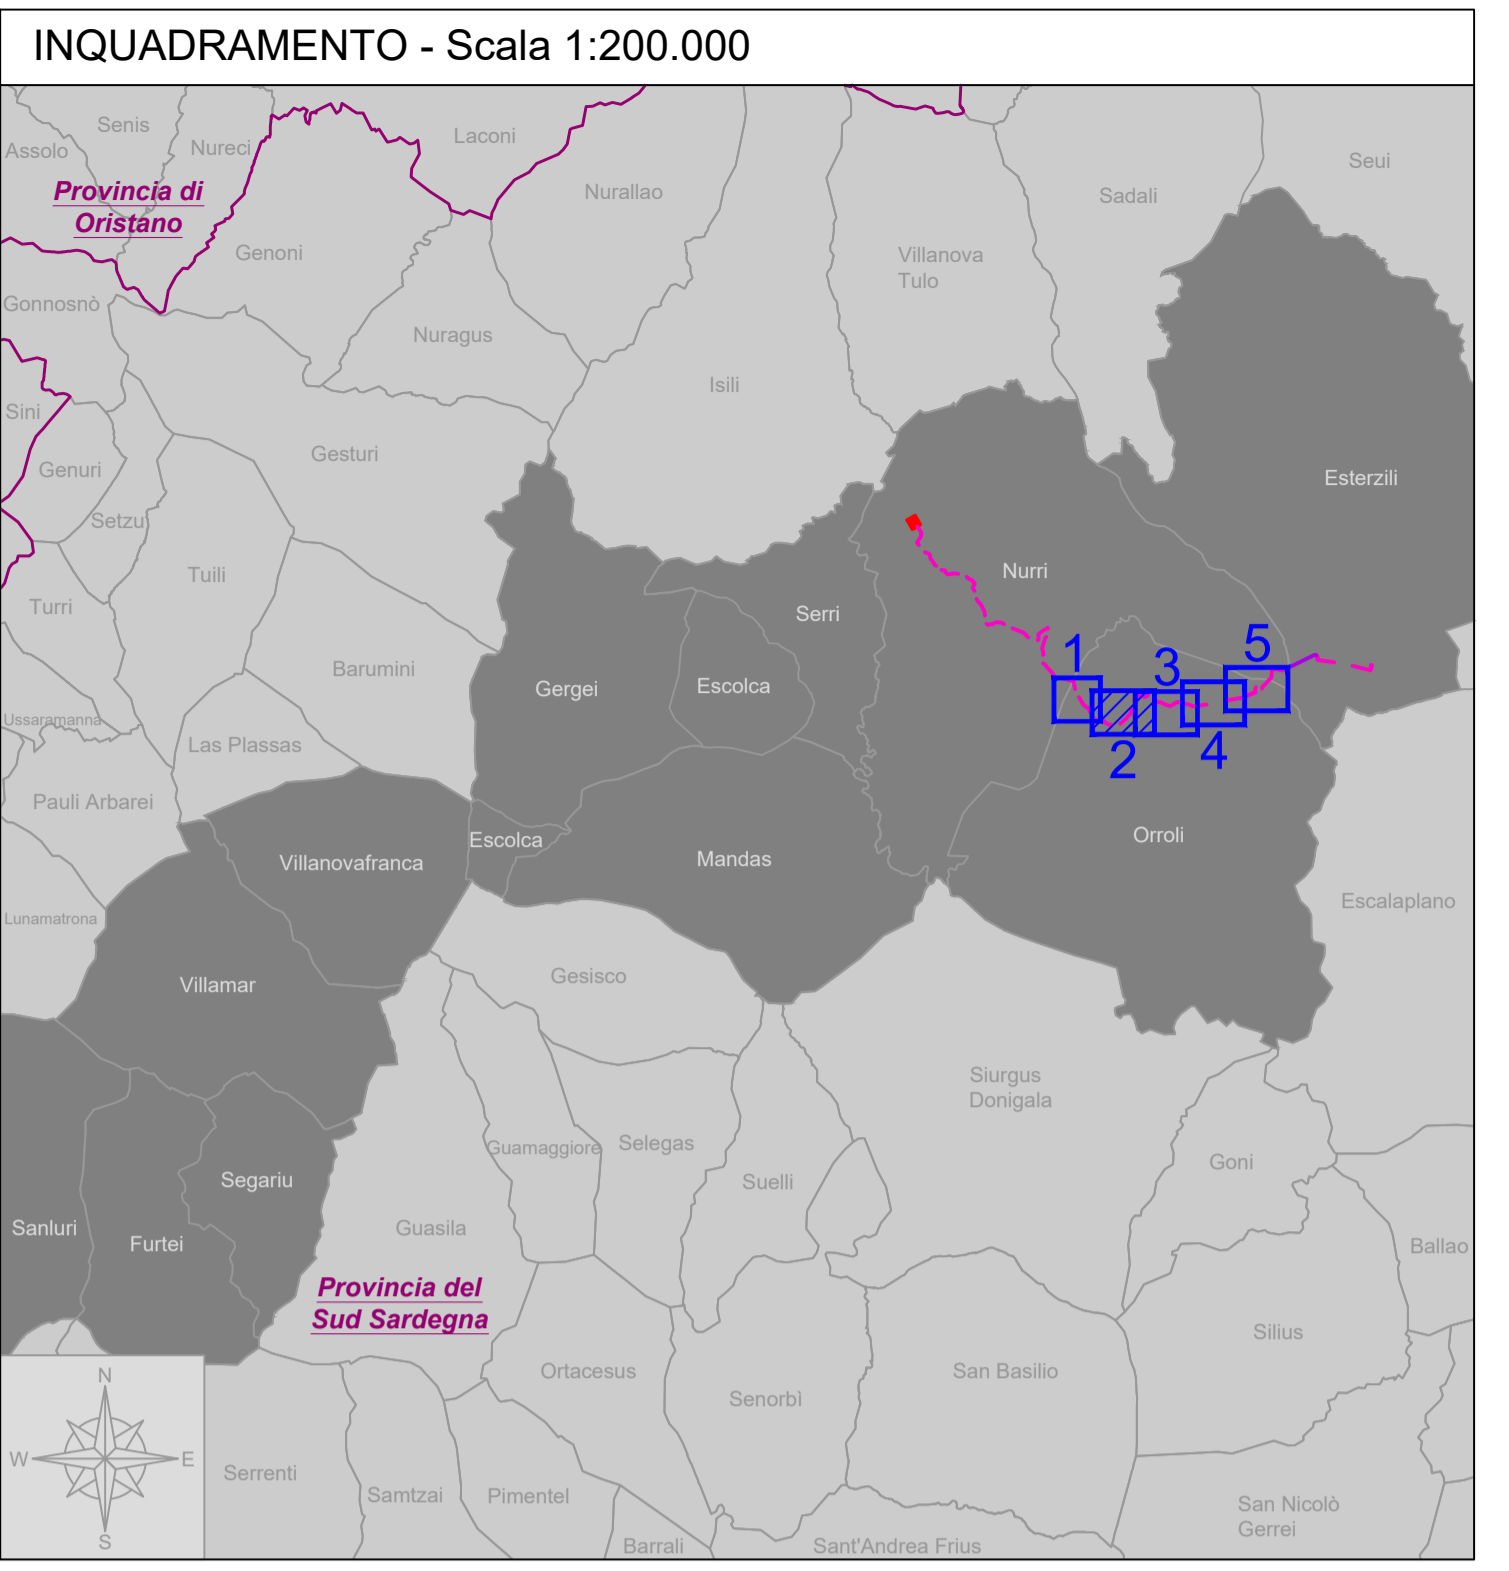 INQUADRAMENTO - Scala 1:200.000
Senis
Assolo
Nureci
Laconi
Seui
Provincia di
Oristano
Nurallao
Sadali
Genoni
Villanova
Tulo
Gonnosnò
Nuragus
Isili
Sini
Gesturi
Genuri
Esterzili
Setzu
Tuili
Nurri
Turri
Serri
Barumini
Gergei
Escolca
1
3
5
Ussaramanna
Las Plassas
2
4
Pauli Arbarei
Escolca
Villanovafranca
Mandas
Orroli
Lunamatrona
Escalaplano
Villamar
Gesisco
Siurgus
Donigala
Guamaggiore
Selegas
Goni
Segariu
Suelli
Sanluri
Furtei
Guasila
Ballao
Provincia del
Sud Sardegna
Silius
Ortacesus
San Basilio
Senorbì
N
W
E
S
Serrenti
Samtzai
Pimentel
San Nicolò
Gerrei
Barrali
Sant'Andrea Frius